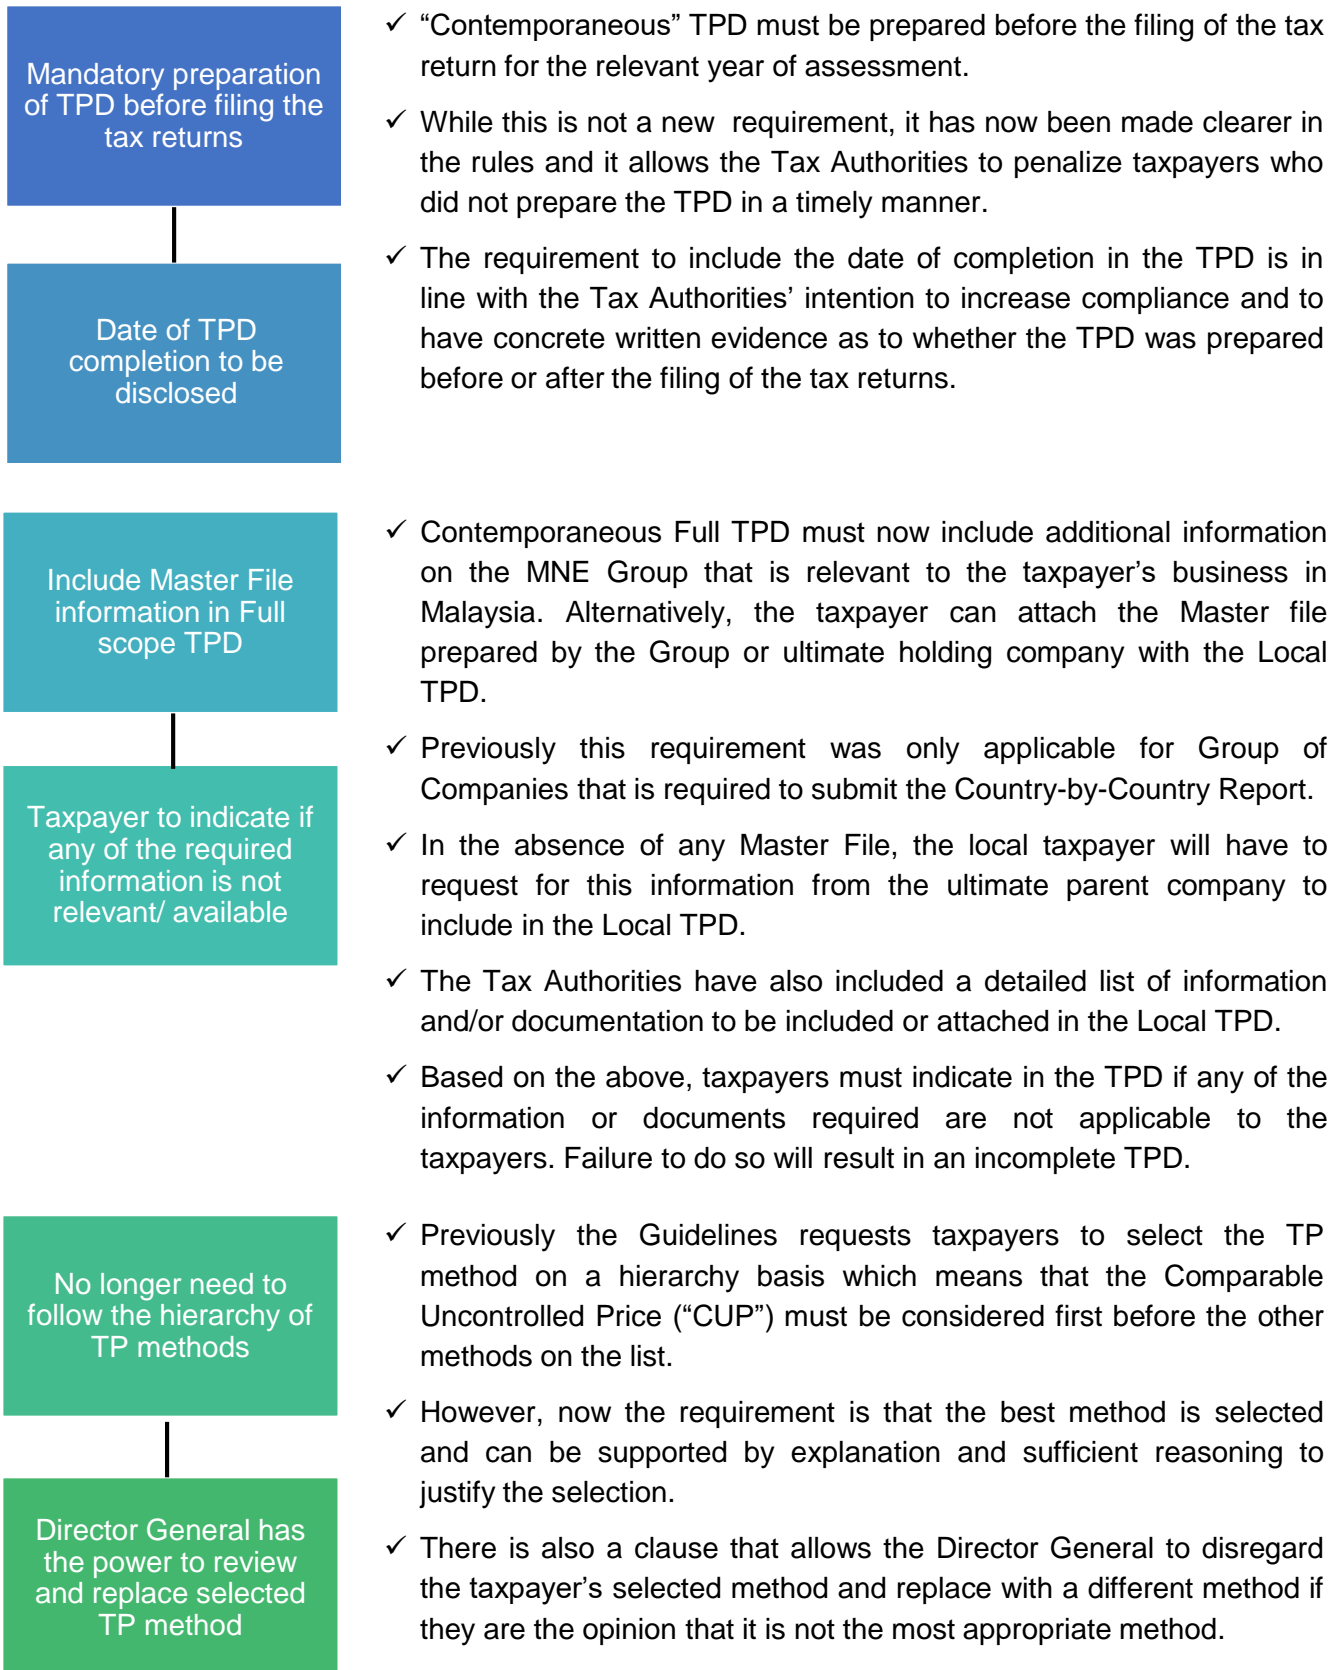 Mandatory preparation
of TPD before filing the
tax returns
✓ “Contemporaneous” TPD must be prepared before the filing of the tax
return for the relevant year of assessment.
✓ While this is not a new requirement, it has now been made clearer in
the rules and it allows the Tax Authorities to penalize taxpayers who
did not prepare the TPD in a timely manner.
Date of TPD
completion to be
disclosed
✓ The requirement to include the date of completion in the TPD is in
line with the Tax Authorities’ intention to increase compliance and to
have concrete written evidence as to whether the TPD was prepared
before or after the filing of the tax returns.
Include Master File
information in Full
scope TPD
✓ Contemporaneous Full TPD must now include additional information
on the MNE Group that is relevant to the taxpayer’s business in
Malaysia. Alternatively, the taxpayer can attach the Master file
prepared by the Group or ultimate holding company with the Local
TPD.
✓ Previously this requirement was only applicable for Group of
Companies that is required to submit the Country-by-Country Report.
Taxpayer to indicate if
any of the required
information is not
relevant/ available
✓ In the absence of any Master File, the local taxpayer will have to
request for this information from the ultimate parent company to
include in the Local TPD.
✓ The Tax Authorities have also included a detailed list of information
and/or documentation to be included or attached in the Local TPD.
✓ Based on the above, taxpayers must indicate in the TPD if any of the
information or documents required are not applicable to the
taxpayers. Failure to do so will result in an incomplete TPD.
No longer need to
follow the hierarchy of
TP methods
✓ Previously the Guidelines requests taxpayers to select the TP
method on a hierarchy basis which means that the Comparable
Uncontrolled Price (“CUP”) must be considered first before the other
methods on the list.
✓ However, now the requirement is that the best method is selected
and can be supported by explanation and sufficient reasoning to
justify the selection.
Director General has
the power to review
and replace selected
TP method
✓ There is also a clause that allows the Director General to disregard
the taxpayer’s selected method and replace with a different method if
they are the opinion that it is not the most appropriate method.